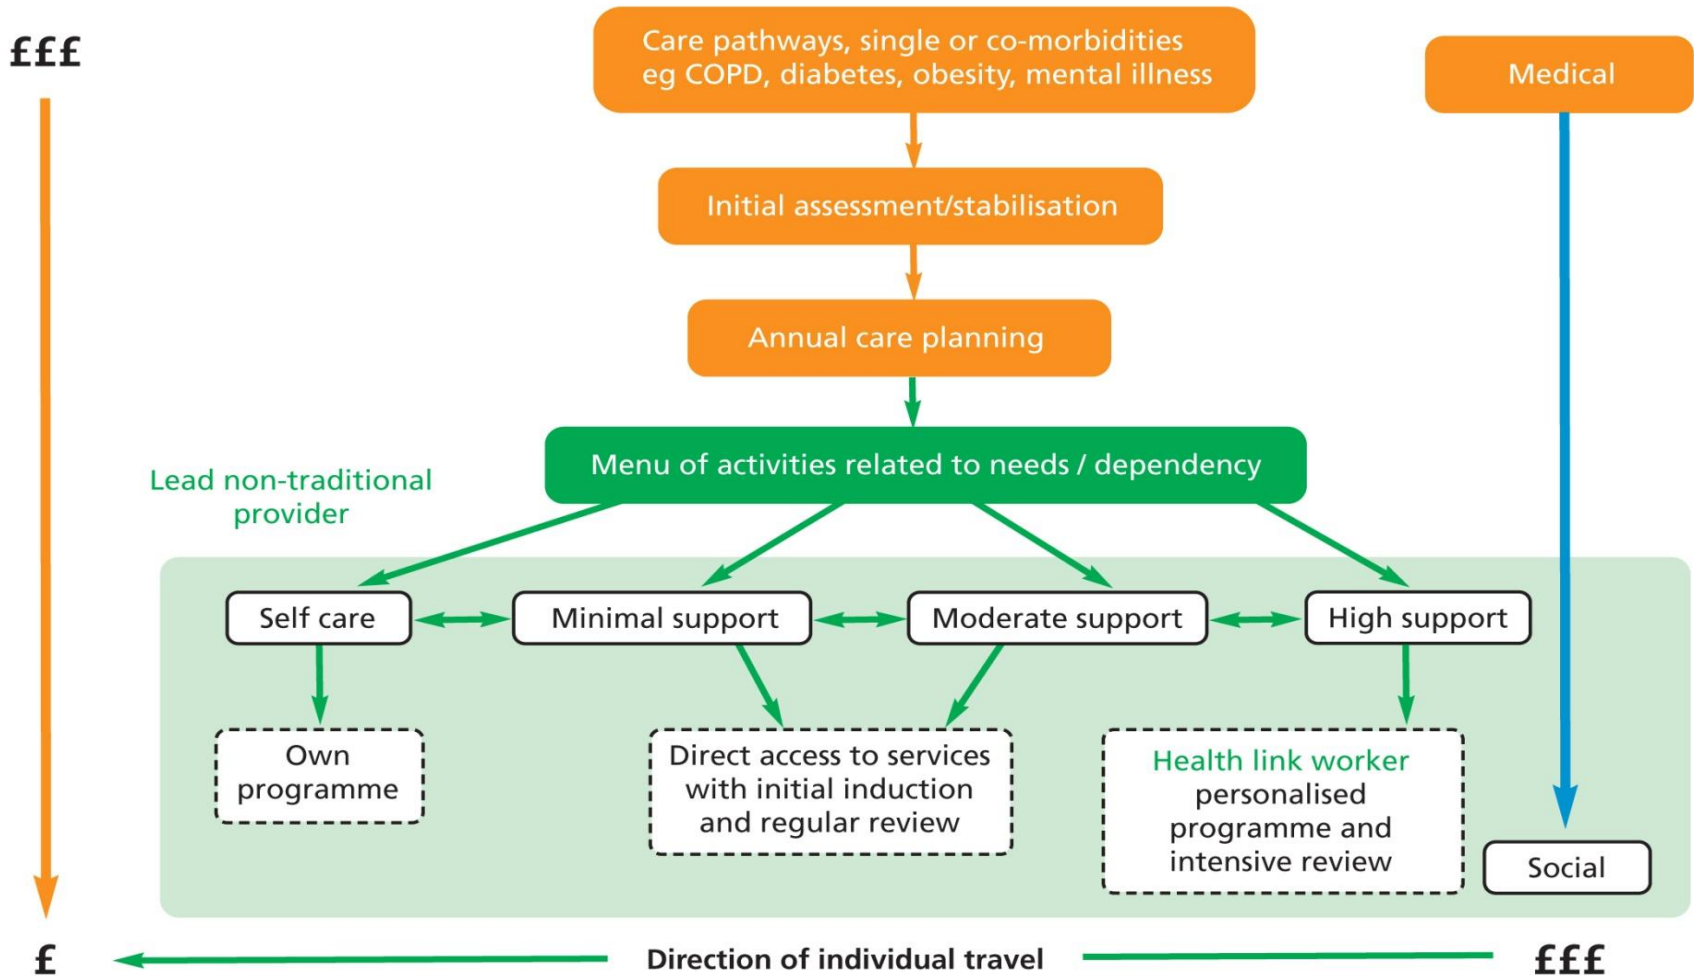 £££
Care pathways, single or co-morbidities
eg COPD, diabetes, obesity, mental illness
Medical
Initial assessment/stabilisation
Annual care planning
Menu of activities related to needs / dependency
Lead non-traditional
provider
Self care
Minimal support
Moderate support
High support
Own
programme
Direct access to services
with initial induction
and regular review
Health link worker
personalised
programme and
intensive review
Social
£
Direction of individual travel
£££